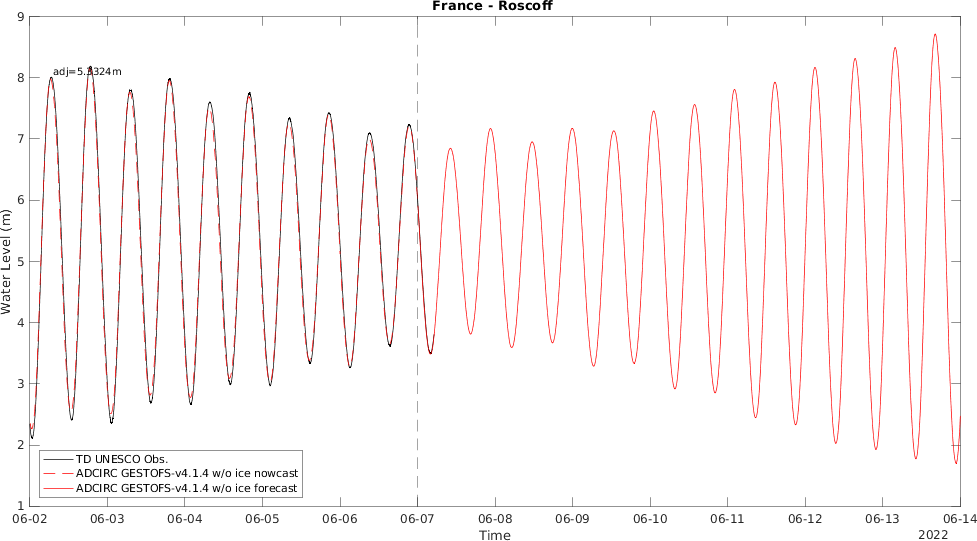 France - Roscoff
9
8
7
6
5
4
3
2
1
Water Level (m)
adj=5.3324m
TD UNESCO Obs.
ADCIRC GESTOFS-v4.1.4 w/o ice nowcast
ADCIRC GESTOFS-v4.1.4 w/o ice forecast
06-02 06-03 06-04 06-05 06-06 06-07 06-08 06-09 06-10 06-11 06-12 06-13 06-14
Time
2022